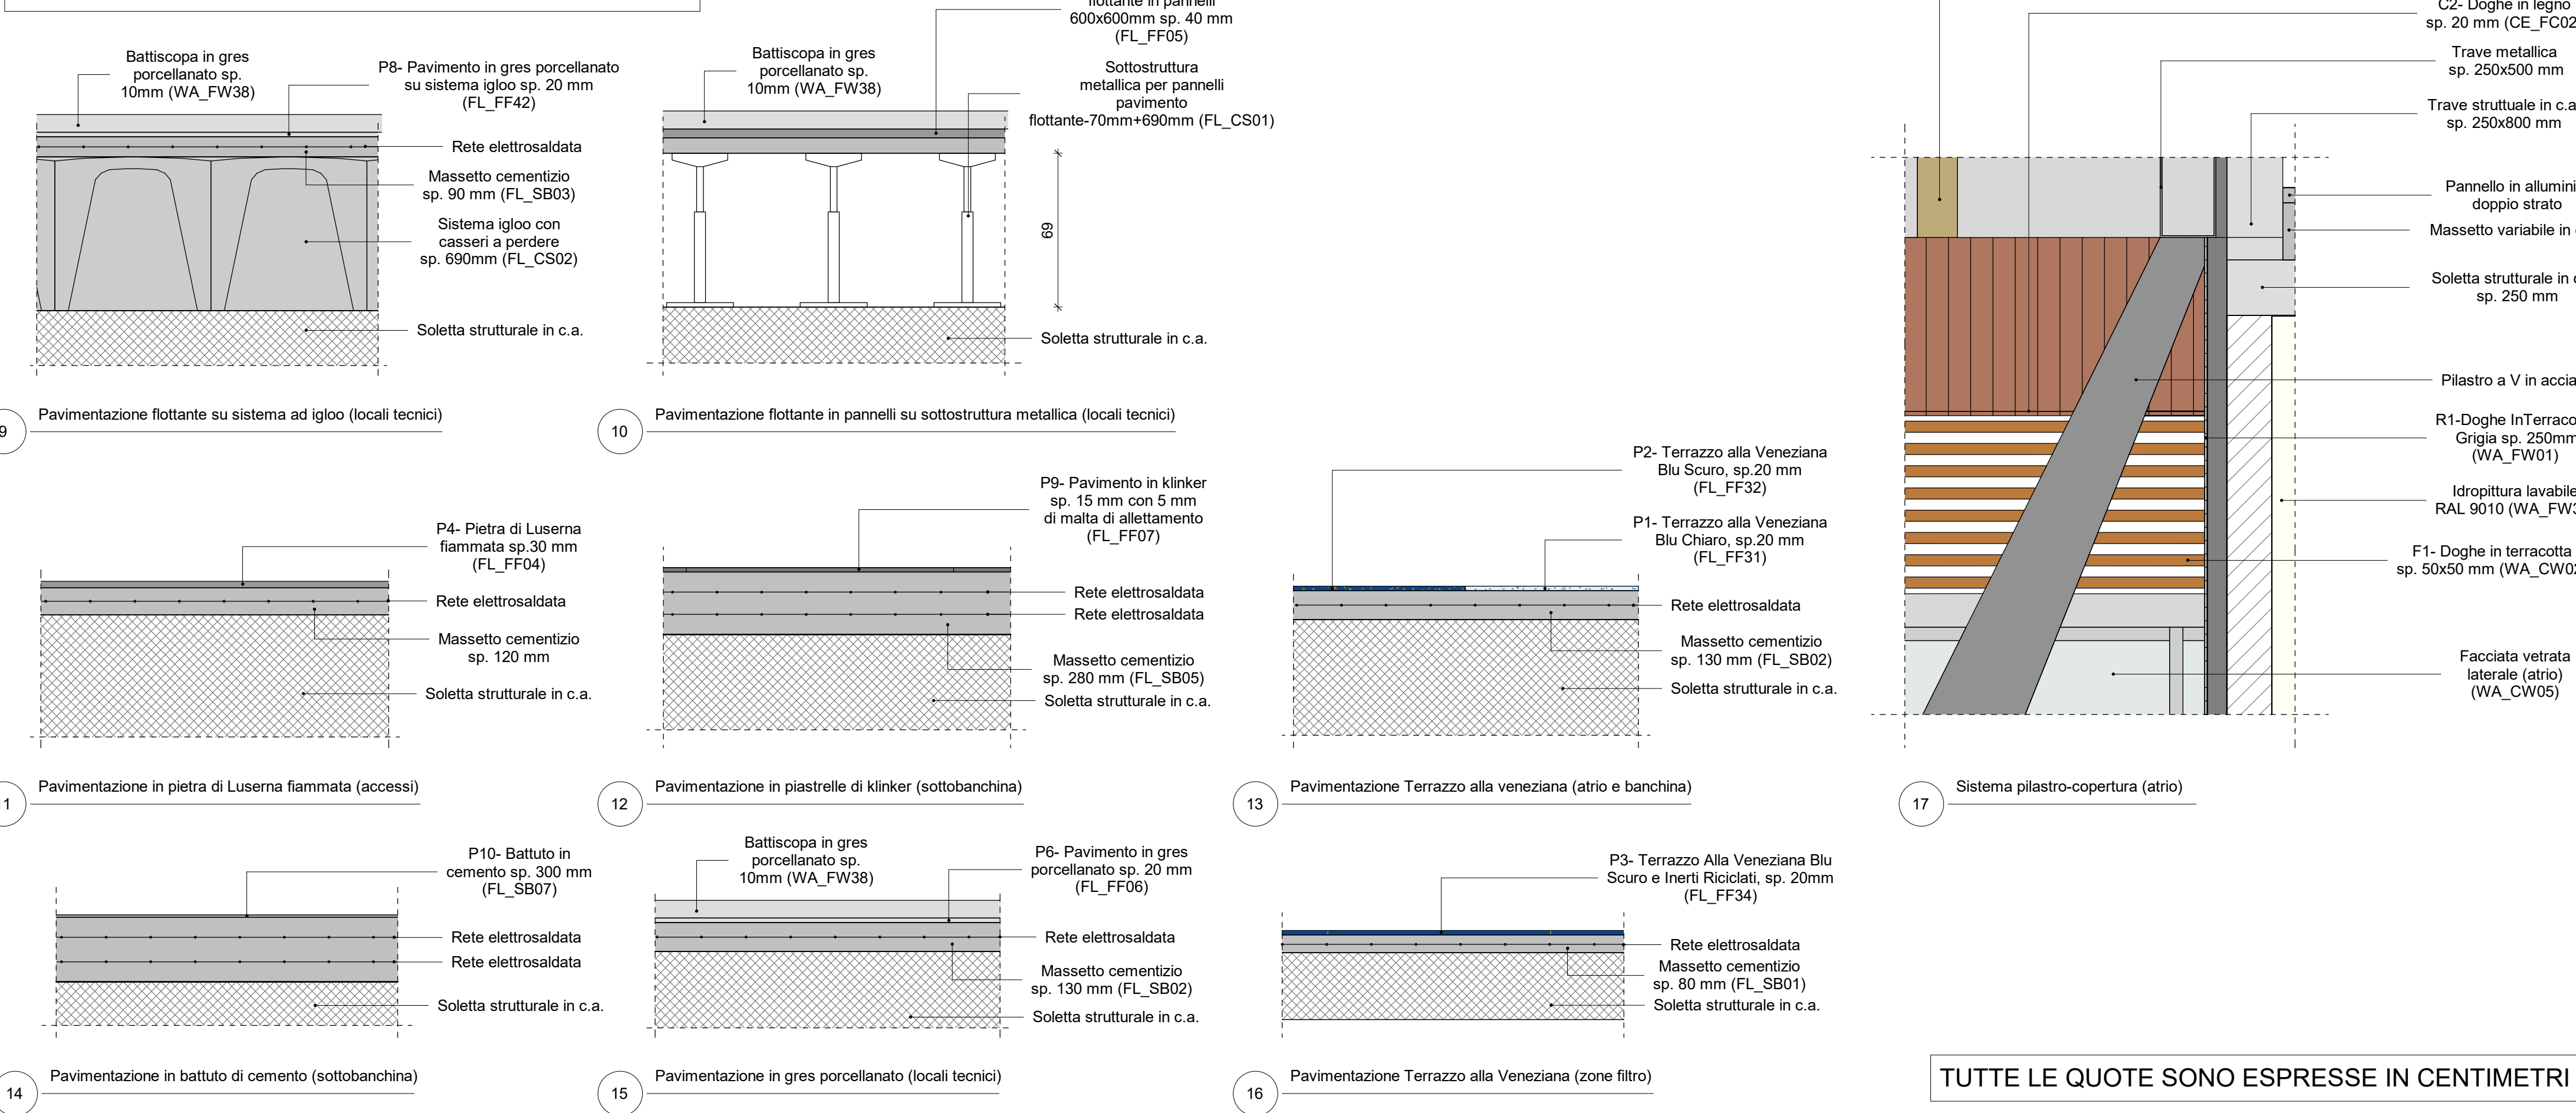 Battiscopa in gres
porcellanato sp.
10mm (WA_FW38)
P8- Pavimento in gres porcellanato
su sistema igloo sp. 20 mm
(FL_FF42)
Rete elettrosaldata
Massetto cementizio
sp. 90 mm (FL_SB03)
Sistema igloo con
casseri a perdere
sp. 690mm (FL_CS02)
Soletta strutturale in c.a.
9
Pavimentazione flottante su sistema ad igloo (locali tecnici)
flottante in pannelli
600x600mm sp. 40 mm
(FL_FF05)
Battiscopa in gres
porcellanato sp.
10mm (WA_FW38)
Sottostruttura
metallica per pannelli
pavimento
flottante-70mm+690mm (FL_CS01)
69
Soletta strutturale in c.a.
10
Pavimentazione flottante in pannelli su sottostruttura metallica (locali tecnici)
P4- Pietra di Luserna
fiammata sp.30 mm
(FL_FF04)
Rete elettrosaldata
Massetto cementizio
sp. 120 mm
Soletta strutturale in c.a.
11
Pavimentazione in pietra di Luserna fiammata (accessi)
P9- Pavimento in klinker
sp. 15 mm con 5 mm
di malta di allettamento
(FL_FF07)
Rete elettrosaldata
Rete elettrosaldata
Massetto cementizio
sp. 280 mm (FL_SB05)
Soletta strutturale in c.a.
12
Pavimentazione in piastrelle di klinker (sottobanchina)
P2- Terrazzo alla Veneziana
Blu Scuro, sp.20 mm
(FL_FF32)
P1- Terrazzo alla Veneziana
Blu Chiaro, sp.20 mm
(FL_FF31)
Rete elettrosaldata
Massetto cementizio
sp. 130 mm (FL_SB02)
Soletta strutturale in c.a.
13
Pavimentazione Terrazzo alla veneziana (atrio e banchina)
C2- Doghe in legno
sp. 20 mm (CE_FC02
Trave metallica
sp. 250x500 mm
Trave struttuale in c.a
sp. 250x800 mm
Pannello in allumini
doppio strato
Massetto variabile in
Soletta strutturale in
sp. 250 mm
Pilastro a V in accia
R1-Doghe InTerraco
Grigia sp. 250mm
(WA_FW01)
Idropittura lavabile
RAL 9010 (WA_FW3
F1- Doghe in terracotta
sp. 50x50 mm (WA_CW02
Facciata vetrata
laterale (atrio)
(WA_CW05)
17
Sistema pilastro-copertura (atrio)
P10- Battuto in
cemento sp. 300 mm
(FL_SB07)
Rete elettrosaldata
Rete elettrosaldata
Soletta strutturale in c.a.
14
Pavimentazione in battuto di cemento (sottobanchina)
Battiscopa in gres
porcellanato sp.
10mm (WA_FW38)
P6- Pavimento in gres
porcellanato sp. 20 mm
(FL_FF06)
Rete elettrosaldata
Massetto cementizio
sp. 130 mm (FL_SB02)
Soletta strutturale in c.a.
15
Pavimentazione in gres porcellanato (locali tecnici)
P3- Terrazzo Alla Veneziana Blu
Scuro e Inerti Riciclati, sp. 20mm
(FL_FF34)
Rete elettrosaldata
Massetto cementizio
sp. 80 mm (FL_SB01)
Soletta strutturale in c.a.
16
Pavimentazione Terrazzo alla Veneziana (zone filtro)
TUTTE LE QUOTE SONO ESPRESSE IN CENTIMETRI